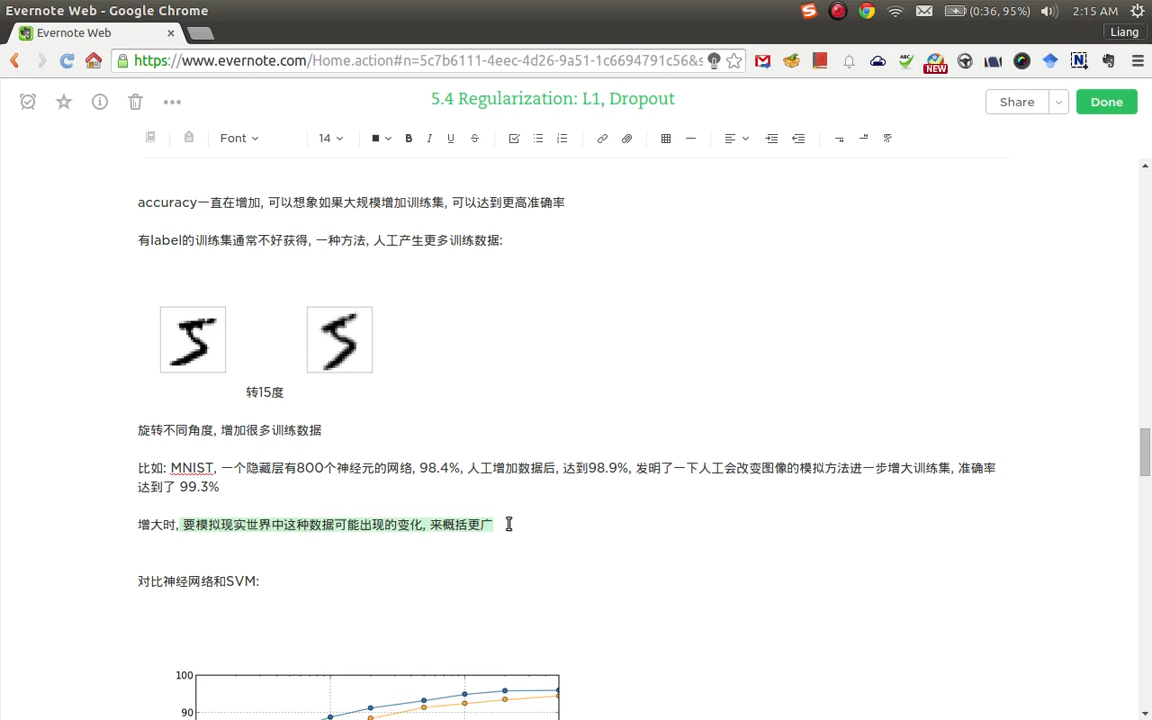 Evernote Web - Google Chrome
(0:36, 95%)
2:15 AM
Evernote Web
Liang
https://www.evernote.com/Home.action#n=5c7b6111-4eec-4d26-9a51-1c6694791c56&s
NEW
5.4 Regularization: L1, Dropout
Share
Done
Font
14
accuracy一直在增加, 可以想象如果大规模增加训练集, 可以达到更高准确率
有label的训练集通常不好获得, 一种方法, 人工产生更多训练数据:
5
5
转15度
旋转不同角度, 增加很多训练数据
比如: MNIST, 一个隐藏层有800个神经元的网络, 98.4%, 人工增加数据后, 达到98.9%, 发明了一下人工会改变图像的模拟方法进一步增大训练集, 准确率
达到了 99.3%
增大时, 要模拟现实世界中这种数据可能出现的变化, 来概括更广
对比神经网络和SVM:
100
90